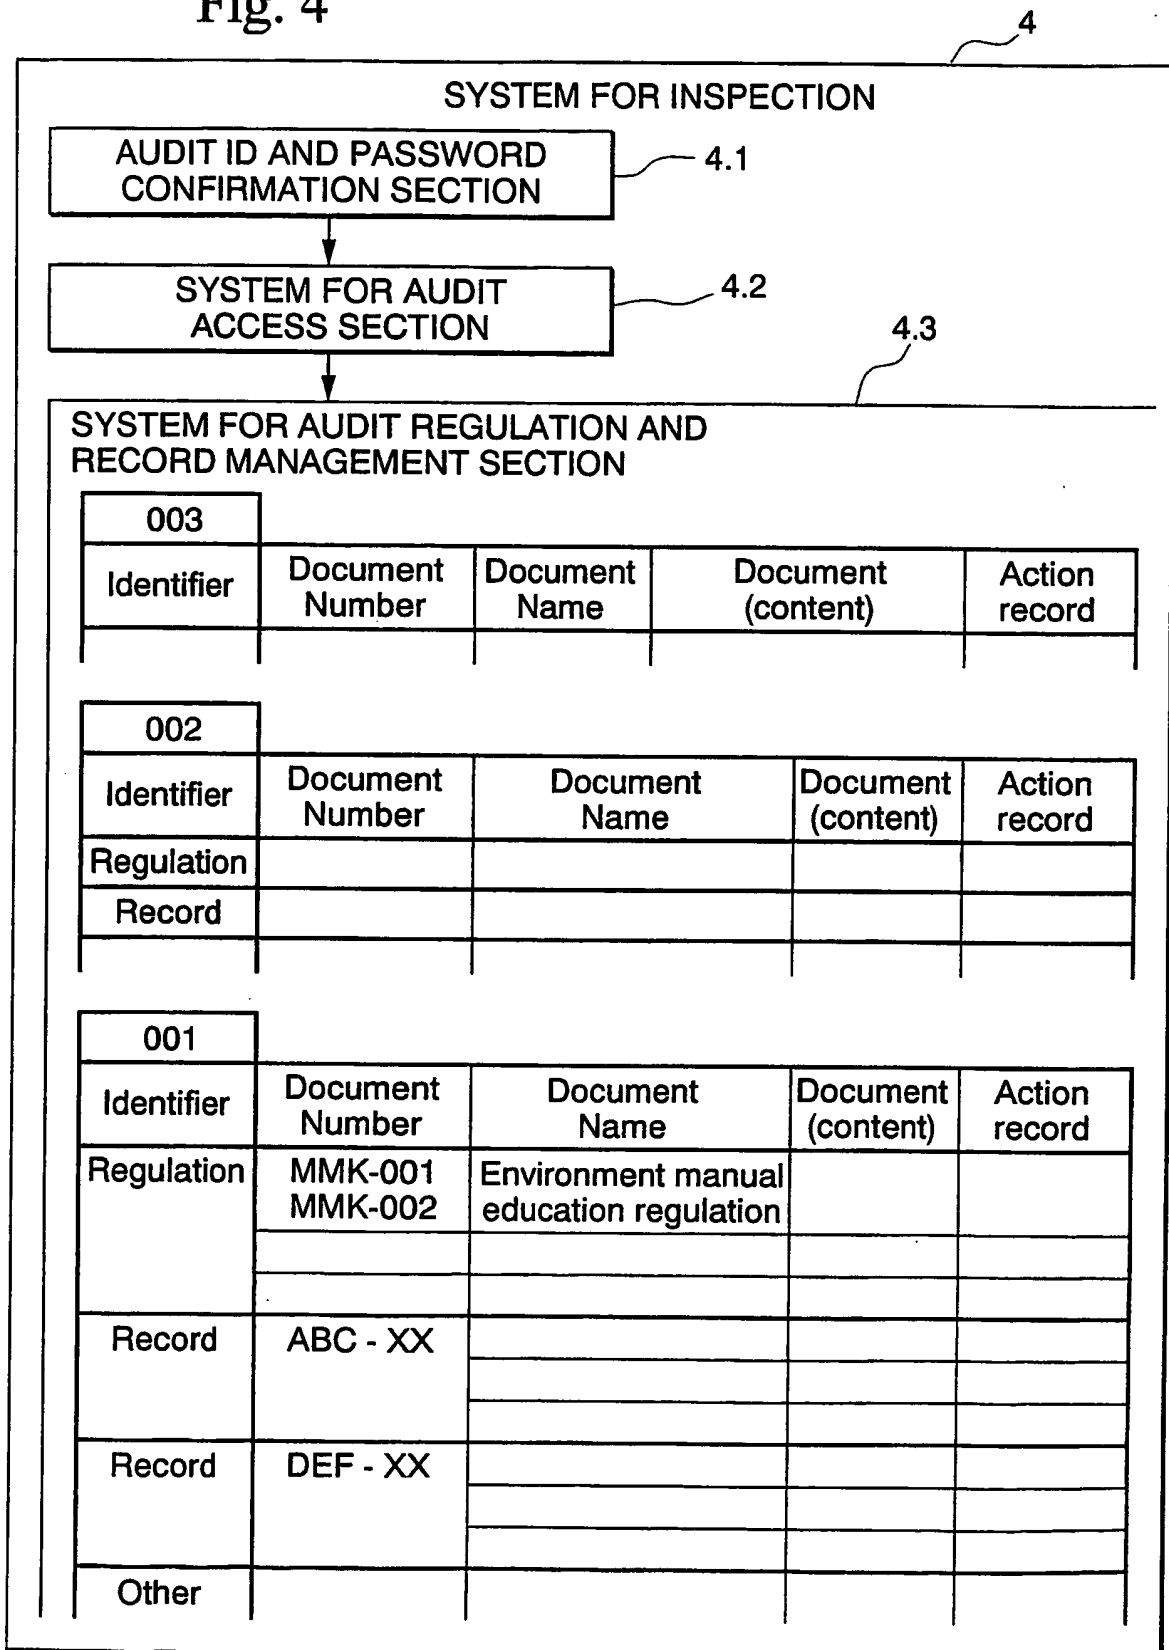 Fig. 4
4
SYSTEM FOR INSPECTION
AUDIT ID AND PASSWORD
CONFIRMATION SECTION
4.1
SYSTEM FOR AUDIT
ACCESS SECTION
4.2
4.3
SYSTEM FOR AUDIT REGULATION AND
RECORD MANAGEMENT SECTION
003
Identifier
Document
Number
Document
Name
Document
(content)
Action
record
002
Identifier
Document
Number
Document
Name
Document
(content)
Action
record
Regulation
Record
001
Identifier
Document
Number
Document
Name
Document
(content)
Action
record
Regulation
MMK-001
MMK-002
Environment manual
education regulation
Record
ABC - XX
Record
DEF - XX
Other